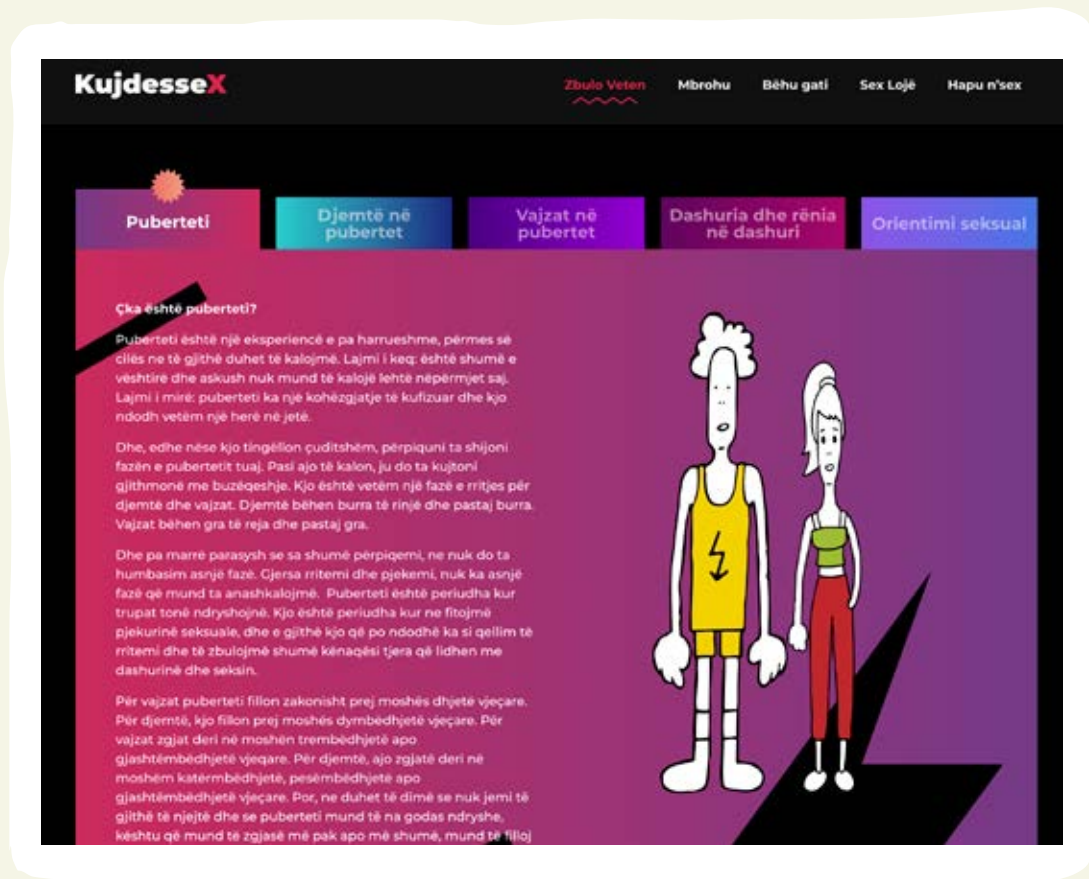 KujdesseX
Zbulo Veten
Mbrohu
Bëhu gati
Sex Lojë
Hapu n'sex
Puberteti
Djemtë në
pubertet
Vajzat në
pubertet
Dashuria dhe rënia
në dashuri
Orientimi seksual
Çka është puberteti?
Puberteti është një eksperiencë e pa harrueshme, përmes së
cilës ne të gjithë duhet të kalojmë. Lajmi i keq: është shumë e
vështirë dhe askush nuk mund të kalojë lehtë nëpërmjet saj.
Lajmi i mirë: puberteti ka një kohëzgjatje të kufizuar dhe kjo
ndodh vetëm një herë në jetë.
Dhe, edhe nëse kjo tingëllon çuditshëm, përpiquni ta shijoni
fazën e pubertetit tuaj. Pasi ajo të kalon, ju do ta kujtoni
gjithmonë me buzëqeshje. Kjo është vetëm një fazë e rritjes për
djemtë dhe vajzat. Djemtë bëhen burra të rinjë dhe pastaj burra.
Vajzat bëhen gra të reja dhe pastaj gra.
Dhe pa marrë parasysh se sa shumë përpiqemi, ne nuk do ta
humbasim asnjë fazë. Gjersa rritemi dhe pjekemi, nuk ka asnjë
fazë që mund ta anashkalojmë. Puberteti është periudha kur
trupat tonë ndryshojnë. Kjo është periudha kur ne fitojmë
pjekurinë seksuale, dhe e gjithë kjo që po ndodhë ka si qellim të
rritemi dhe të zbulojmë shumë kënaqësi tjera që lidhen me
dashurinë dhe seksin.
Për vajzat puberteti fillon zakonisht prej moshës dhjetë vjeçare.
Për djemtë, kjo fillon prej moshës dymbëdhjetë vjeçare. Për
vajzat zgjat deri në moshën trembëdhjetë apo
gjashtëmbëdhjetë vjeqare. Për djemtë, ajo zgjatë deri në
moshëm katërmbëdhjetë, pesëmbëdhjetë apo
gjashtëmbëdhjetë vjeçare. Por, ne duhet të dimë se nuk jemi të
gjithë të njejtë dhe se puberteti mund të na godas ndryshe,
kështu që mund të zgjasë më pak apo më shumë, mund të filloj